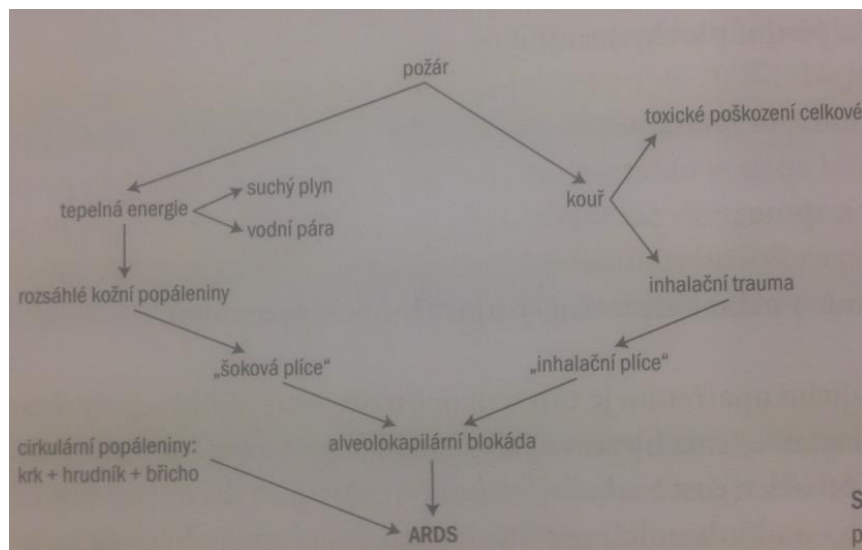 požár
toxické poškození celkové
suchý plyn
tepelná energie
kouř
vodní pára
rozsáhlé kožní popáleniny
inhalační trauma
„šoková plíce“
„inhalační plíce“
cirkulární popáleniny:
krk + hrudník + břicho
alveolokapilární blokáda
ARDS
S
p